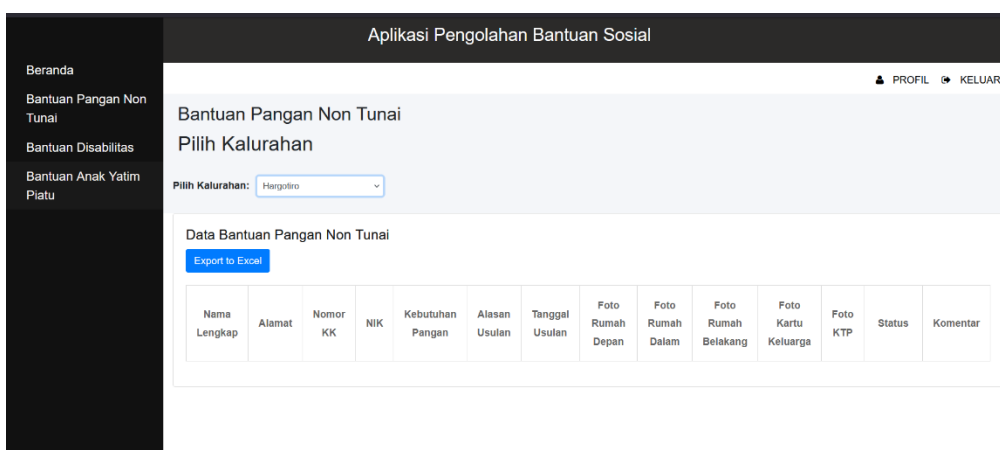 Aplikasi Pengolahan Bantuan Sosial
Beranda
Bantuan Pangan Non
Tunai
Bantuan Disabilitas
Bantuan Anak Yatim
Piatu
PROFIL KELUAR
Bantuan Pangan Non Tunai
Pilih Kalurahan
Pilih Kalurahan: Hargotiro
Data Bantuan Pangan Non Tunai
Export to Excel
Nama Lengkap Alamat Nomor KK NIK Kebutuhan Pangan Alasan Usulan Tanggal Usulan Foto Rumah Depan Foto Rumah Dalam Foto Rumah Belakang Foto Kartu Keluarga Foto KTP Status Komentar